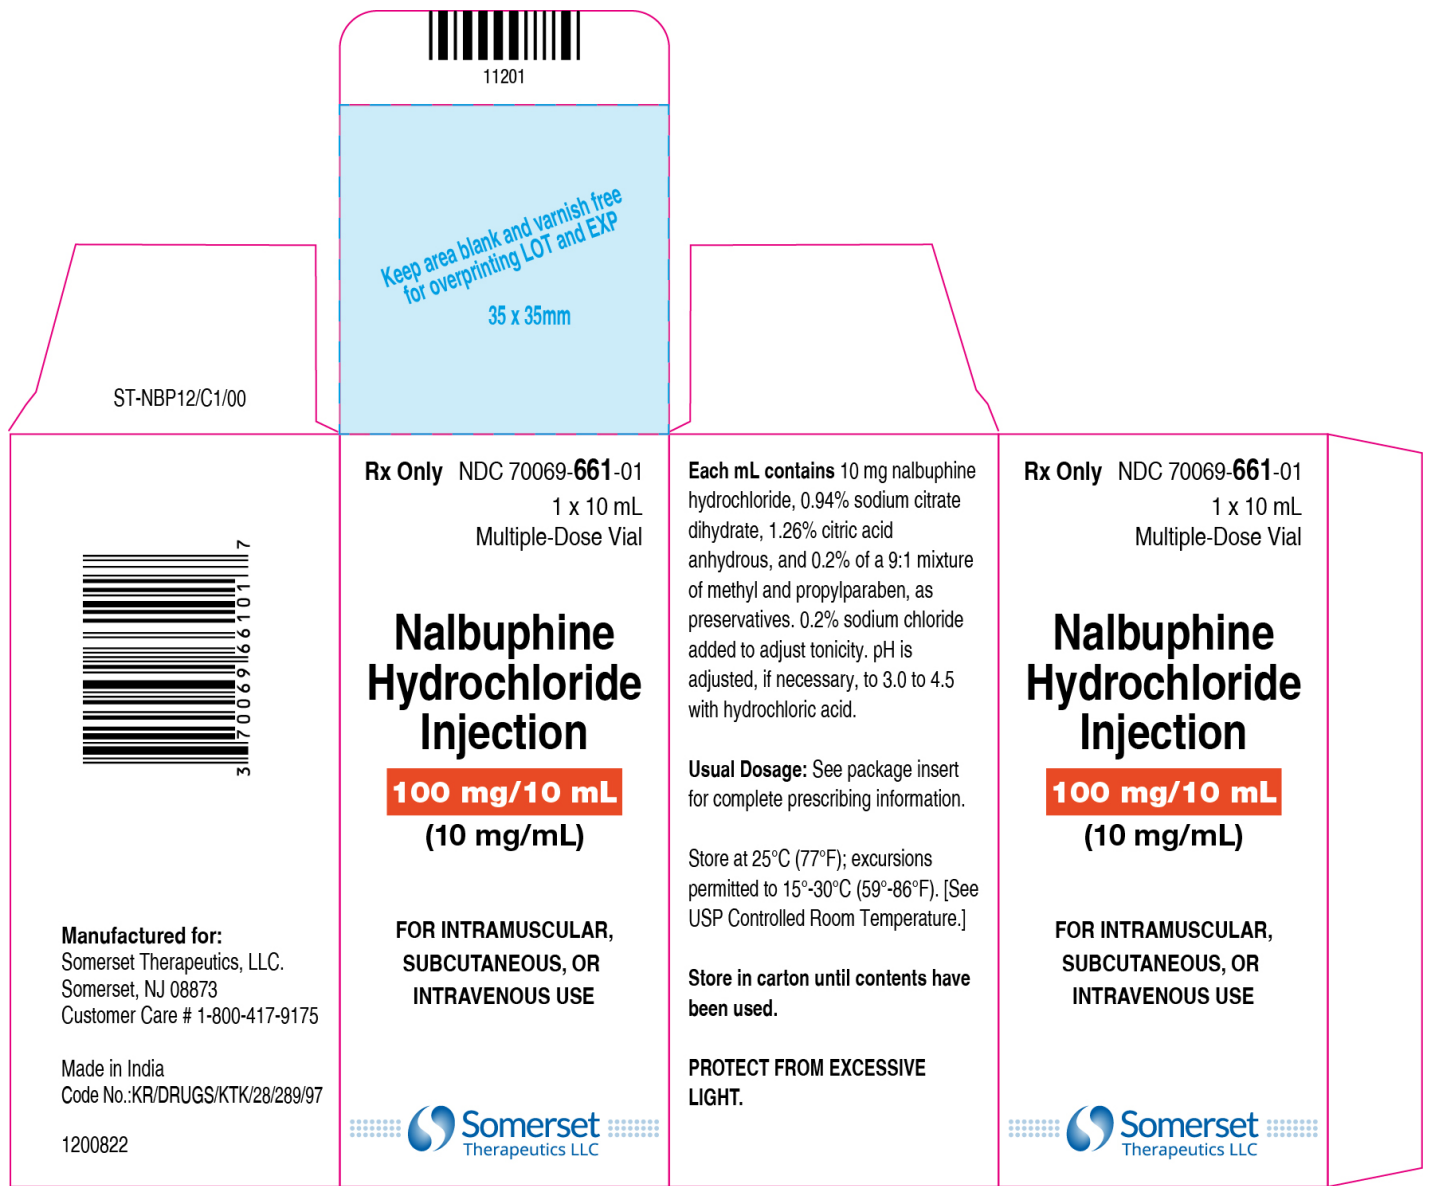 11201
Keep area blank and varnish free
for overprinting LOT and EXP
35 x 35mm
ST-NBP12/C1/00
3 70069 66101 7
Manufactured for:
Somerset Therapeutics, LLC.
Somerset, NJ 08873
Customer Care # 1-800-417-9175
Made in India
Code No.:KR/DRUGS/KTK/28/289/97
1200822
Rx Only NDC 70069-661-01
1 x 10 mL
Multiple-Dose Vial
Nalbuphine
Hydrochloride
Injection
100 mg/10 mL
(10 mg/mL)
FOR INTRAMUSCULAR,
SUBCUTANEOUS, OR
INTRAVENOUS USE
Somerset
Therapeutics LLC
Each mL contains 10 mg nalbuphine
hydrochloride, 0.94% sodium citrate
dihydrate, 1.26% citric acid
anhydrous, and 0.2% of a 9:1 mixture
of methyl and propylparaben, as
preservatives. 0.2% sodium chloride
added to adjust tonicity. pH is
adjusted, if necessary, to 3.0 to 4.5
with hydrochloric acid.
Usual Dosage: See package insert
for complete prescribing information.
Store at 25°C (77°F); excursions
permitted to 15°-30°C (59°-86°F). [See
USP Controlled Room Temperature.]
Store in carton until contents have
been used.
PROTECT FROM EXCESSIVE
LIGHT.
Rx Only NDC 70069-661-01
1 x 10 mL
Multiple-Dose Vial
Nalbuphine
Hydrochloride
Injection
100 mg/10 mL
(10 mg/mL)
FOR INTRAMUSCULAR,
SUBCUTANEOUS, OR
INTRAVENOUS USE
Somerset
Therapeutics LLC